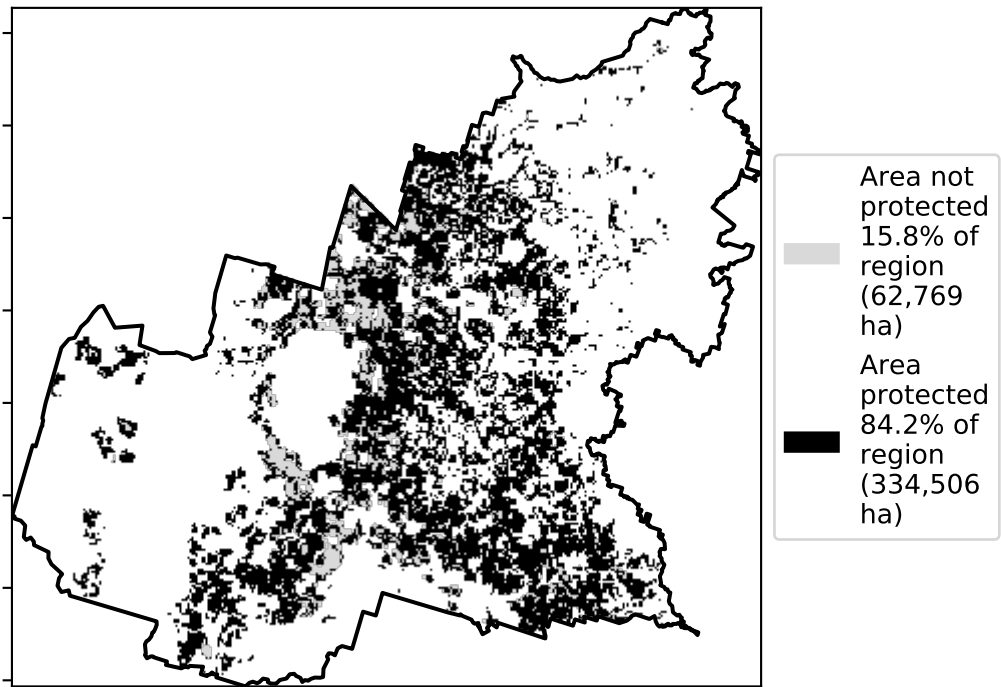 Area not
protected
15.8% of
region
(62,769
ha)
Area
protected
84.2% of
region
(334,506
ha)